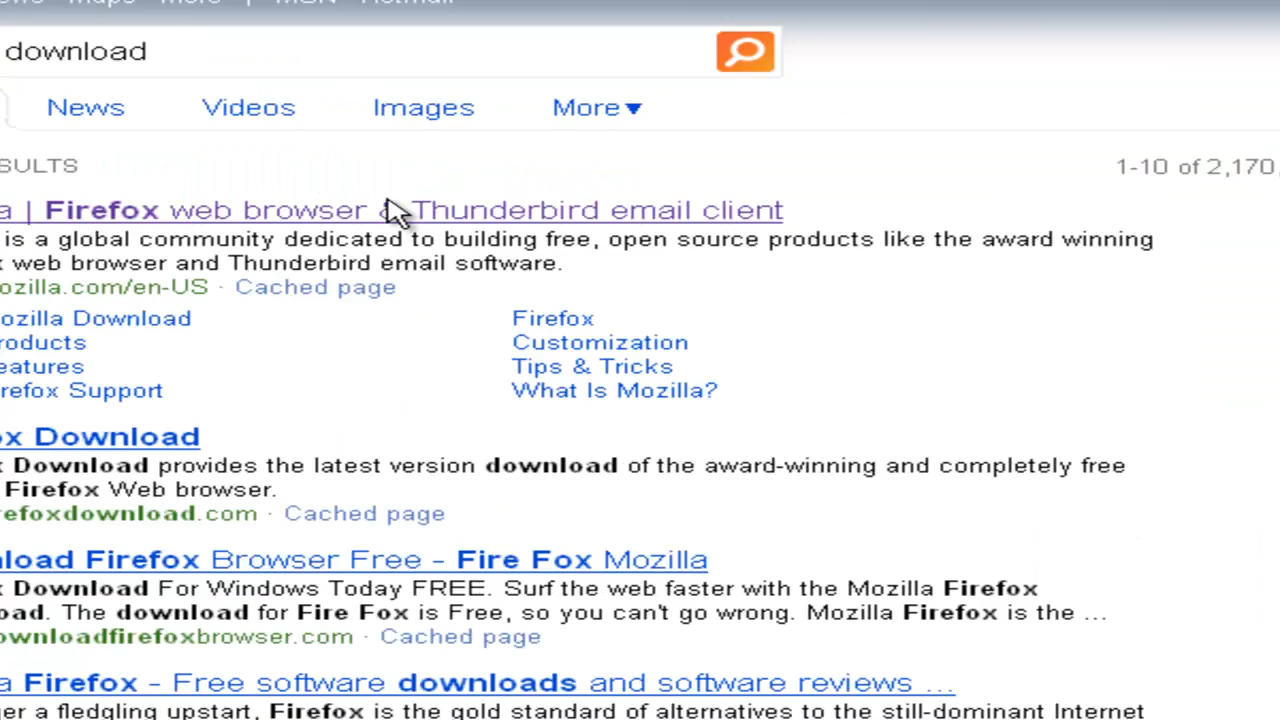 News Maps More | MSN Hotmail
download
News Videos Images More
SULTS 1-10 of 2,170,
a | Firefox web browser & Thunderbird email client
is a global community dedicated to building free, open source products like the award winning
x web browser and Thunderbird email software.
ozilla.com/en-US · Cached page
ozilla Download Firefox
roducts Customization
eatures Tips & Tricks
refox Support What Is Mozilla?
ox Download
x Download provides the latest version download of the award-winning and completely free
Firefox Web browser.
refoxdownload.com · Cached page
nload Firefox Browser Free - Fire Fox Mozilla
x Download For Windows Today FREE. Surf the web faster with the Mozilla Firefox
oad. The download for Fire Fox is Free, so you can't go wrong. Mozilla Firefox is the ...
ownloadfirefoxbrowser.com · Cached page
a Firefox - Free software downloads and software reviews ...
er a fledgling upstart, Firefox is the gold standard of alternatives to the still-dominant Internet